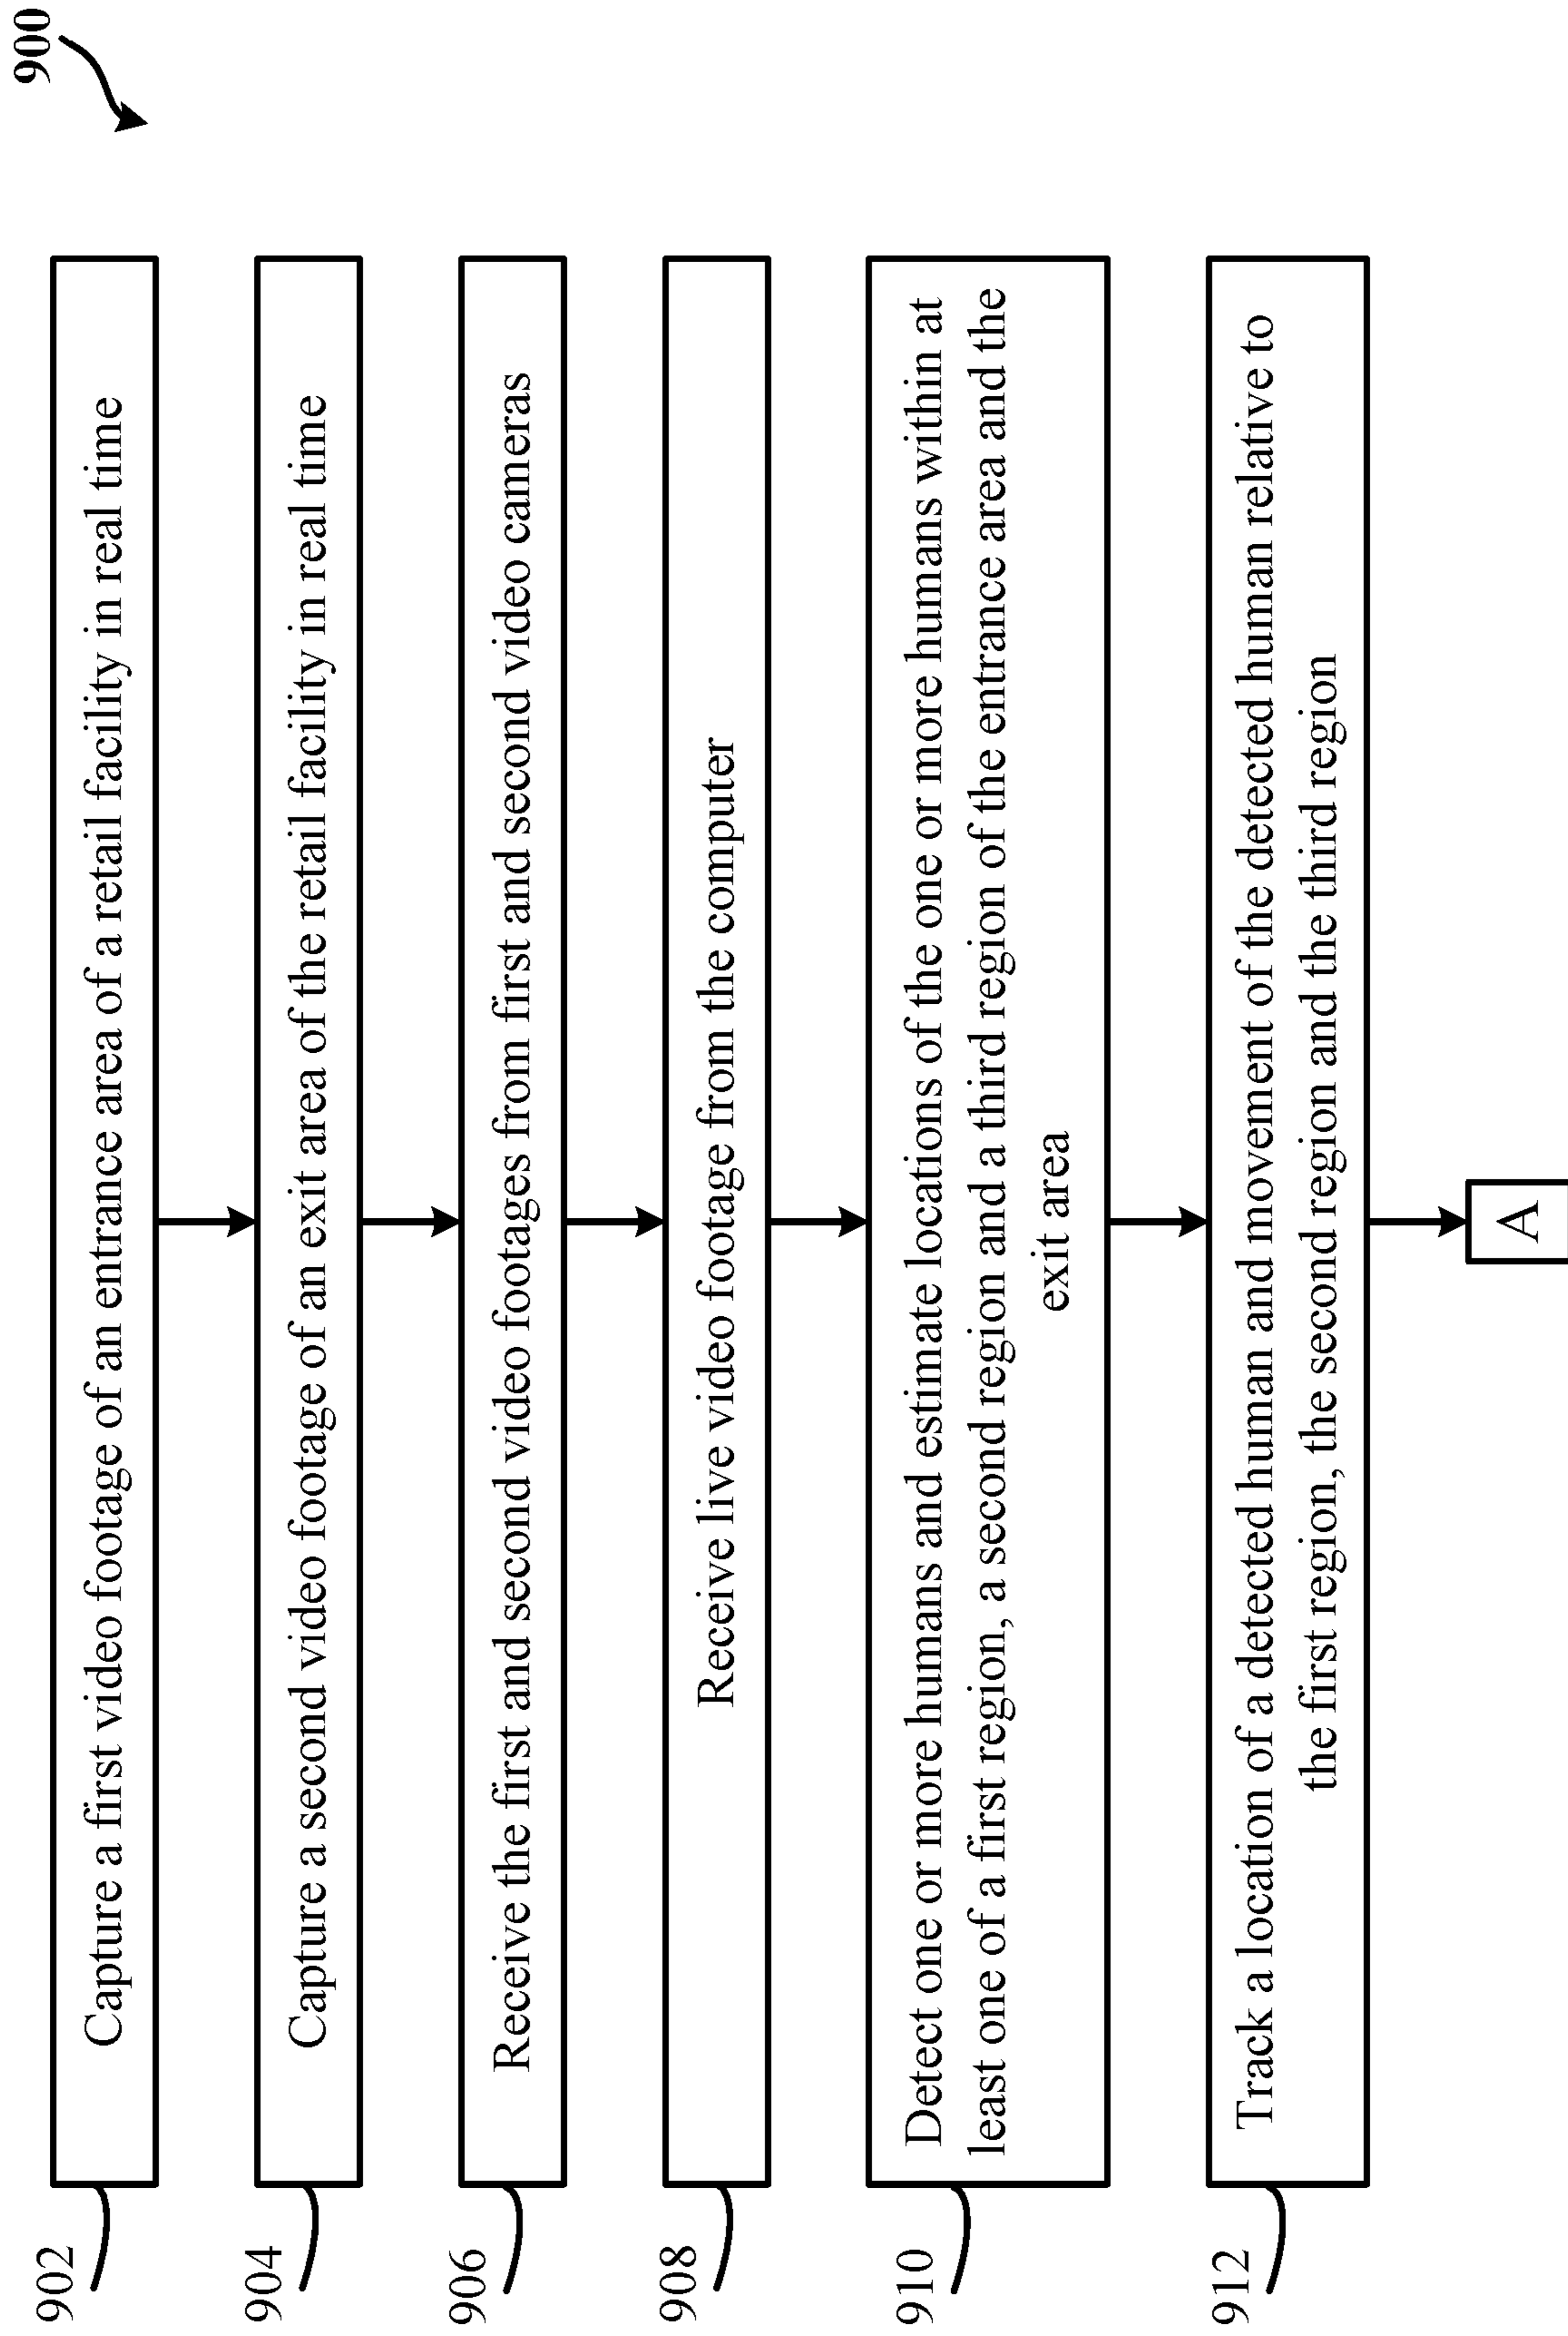 900
902
Capture a first video footage of an entrance area of a retail facility in real time
904
Capture a second video footage of an exit area of the retail facility in real time
906
Receive the first and second video footages from first and second video cameras
908
Receive live video footage from the computer
910
Detect one or more humans and estimate locations of the one or more humans within at
least one of a first region, a second region and a third region of the entrance area and the
exit area
912
Track a location of a detected human and movement of the detected human relative to
the first region, the second region and the third region
A